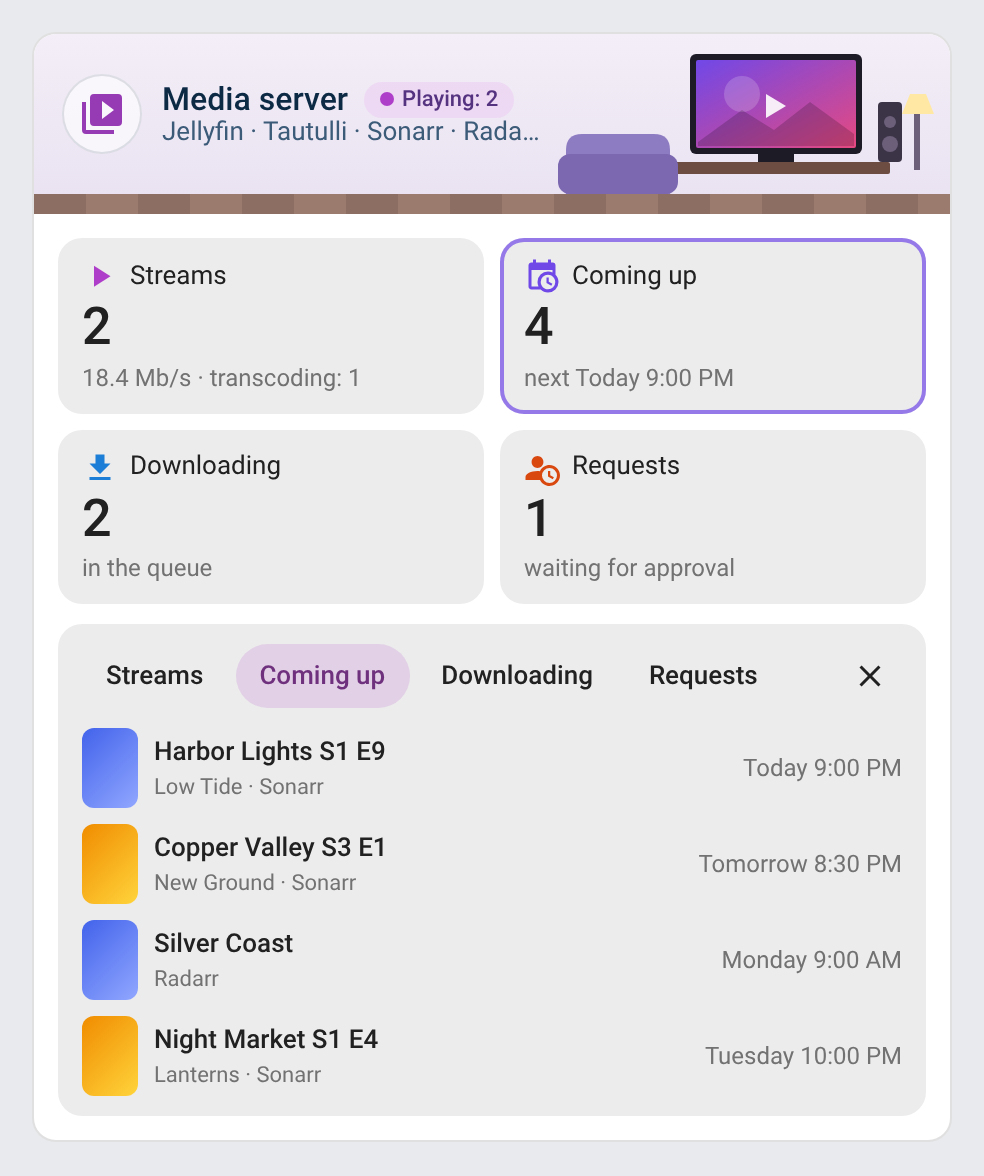 Media server
Playing: 2
Jellyfin · Tautulli · Sonarr · Rada...
Streams
2
18.4 Mb/s · transcoding: 1
Coming up
4
next Today 9:00 PM
Downloading
2
in the queue
Requests
1
waiting for approval
Streams Coming up Downloading Requests
Harbor Lights S1 E9
Low Tide · Sonarr
Today 9:00 PM
Copper Valley S3 E1
New Ground · Sonarr
Tomorrow 8:30 PM
Silver Coast
Radarr
Monday 9:00 AM
Night Market S1 E4
Lanterns · Sonarr
Tuesday 10:00 PM